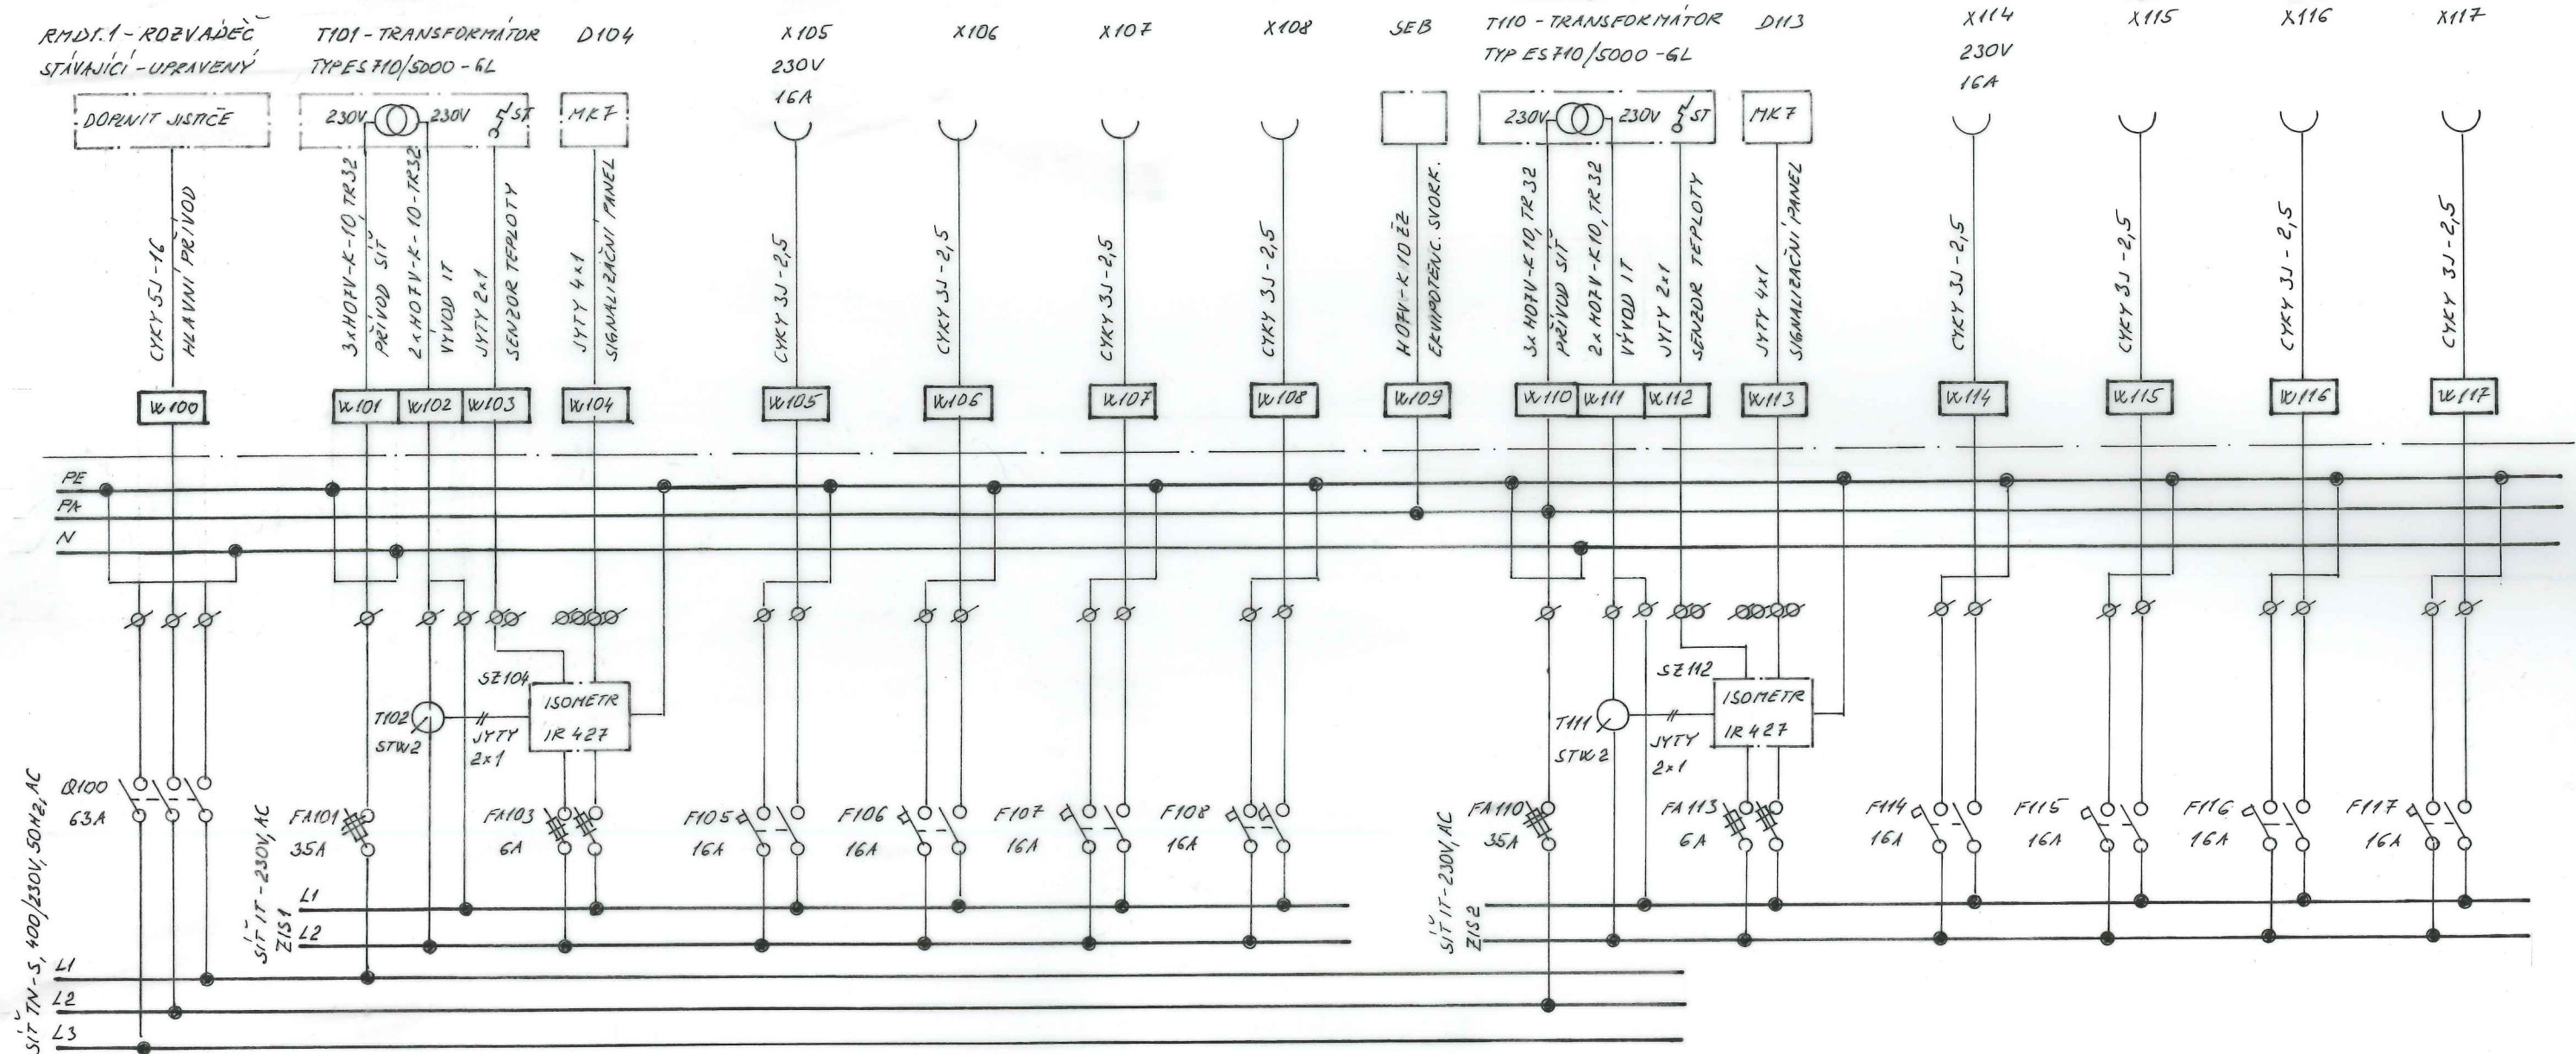 RMD1.1 - ROZVÁDĚČ
STÁVAJÍCÍ - UPRAVENÝ
DOPLNIT JISTIČE
T101 - TRANSFORMÁTOR
TYP ES 710/5000 - GL
230V
230V
ST
D104
MK7
X105
230V
16A
X106
X107
X108
SEB
T110 - TRANSFORMÁTOR
TYP ES 710/5000 - GL
230V
230V
ST
D113
MK7
X114
230V
16A
X115
X116
X117
CYKY 5J - 16
HLAVNÍ PŘÍVOD
3xH07V-K-10, TR32
PŘÍVOD SÍŤ
2xH07V-K-10-TR32
VÝVOD IT
JYTY 2x1
SENZOR TEPLOTY
JYTY 4x1
SIGNALIZAČNÍ PANEL
CYKY 3J - 2,5
CYKY 3J - 2,5
CYKY 3J - 2,5
CYKY 3J - 2,5
H07V-K 10 ŽZ
EKVIPOTENC. SVORK.
3x H07V-K10, TR32
PŘÍVOD SÍŤ
2x H07V-K10, TR32
VÝVOD IT
JYTY 2x1
SENZOR TEPLOTY
JYTY 4x1
SIGNALIZAČNÍ PANEL
CYKY 3J - 2,5
CYKY 3J - 2,5
CYKY 3J - 2,5
CYKY 3J - 2,5
W100
W101
W102
W103
W104
W105
W106
W107
W108
W109
W110
W111
W112
W113
W114
W115
W116
W117
PE
PA
N
SZ104
ISOMETR
IR 427
T102
STW2
JYTY
2x1
SZ112
ISOMETR
IR 427
T111
STW2
JYTY
2x1
Q100
63A
FA101
35A
FA103
6A
F105
16A
F106
16A
F107
16A
F108
16A
FA110
35A
FA113
6A
F114
16A
F115
16A
F116
16A
F117
16A
SÍŤ IT - 230V, AC
ZIS1
L1
L2
SÍŤ IT - 230V, AC
ZIS2
SÍŤ TN-S, 400/230V, 50Hz, AC
L1
L2
L3